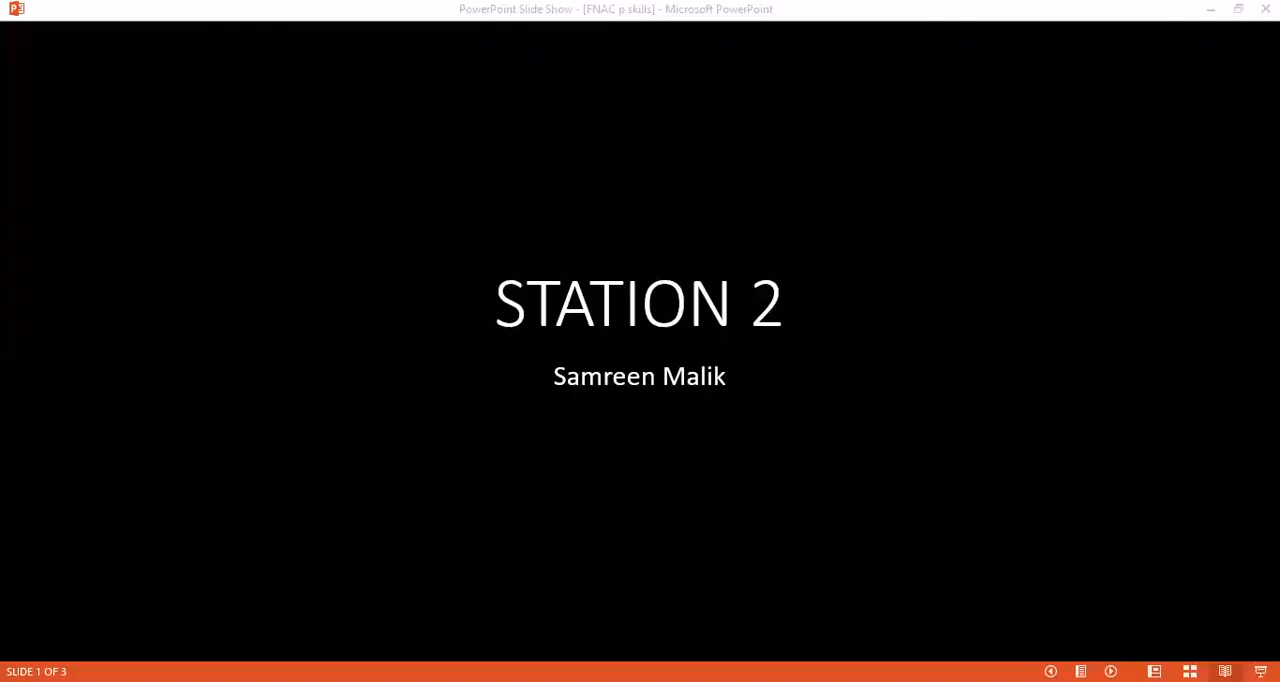 PowerPoint Slide Show - [FNAC p skills] - Microsoft PowerPoint
STATION 2
Samreen Malik
SLIDE 1 OF 3